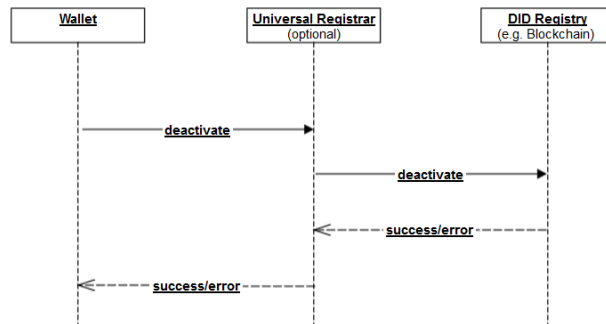 Wallet
Universal Registrar
(optional)
DID Registry
(e.g. Blockchain)
deactivate
deactivate
success/error
success/error